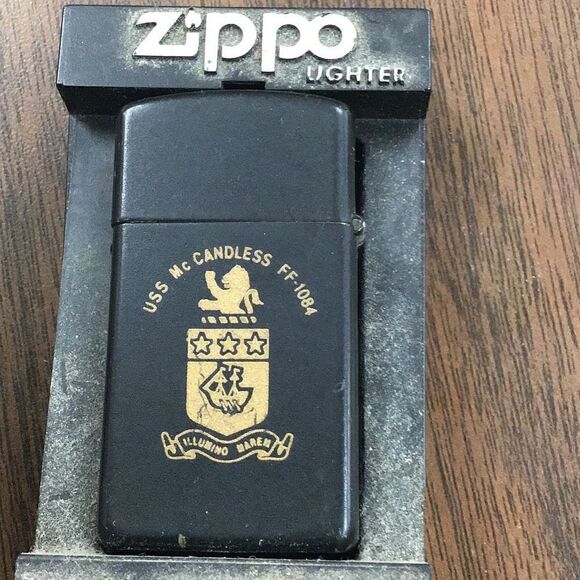 Zippo
LIGHTER
USS Mc CANDLESS FF-1084
ILLUMINO MAREM